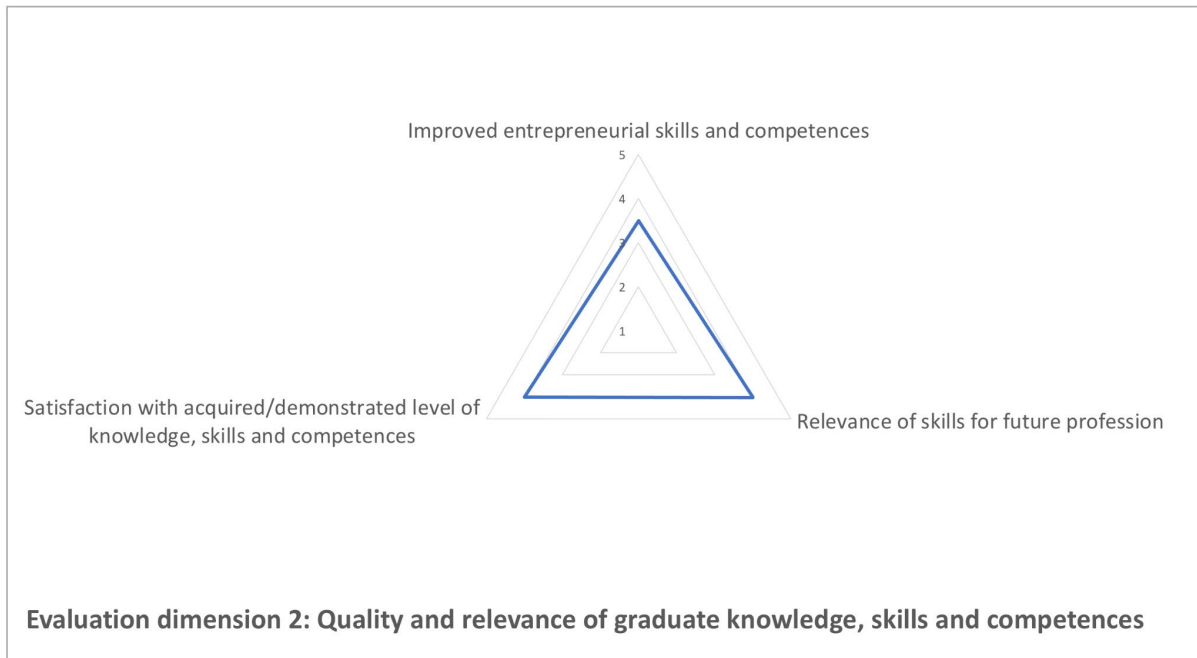 Improved entrepreneurial skills and competences
5
4
3
2
1
Satisfaction with acquired/demonstrated level of
knowledge, skills and competences
Relevance of skills for future profession
Evaluation dimension 2: Quality and relevance of graduate knowledge, skills and competences